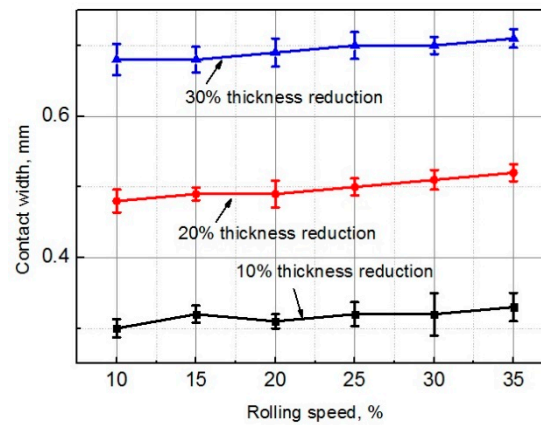 30% thickness reduction
0.6
Contact width, mm
20% thickness reduction
0.4
10% thickness reduction
10 15 20 25 30 35
Rolling speed, %